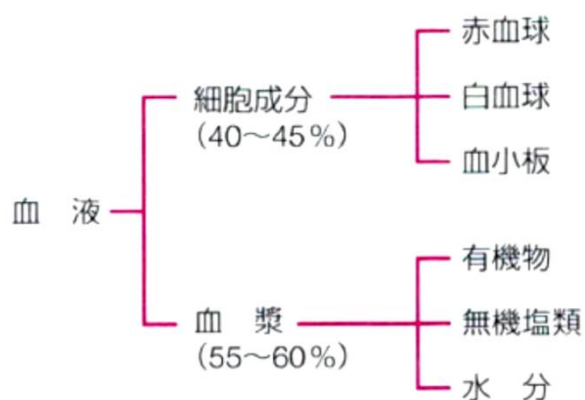 血　液
細胞成分
(40～45%)
赤血球
白血球
血小板
血　漿
(55～60%)
有機物
無機塩類
水　分